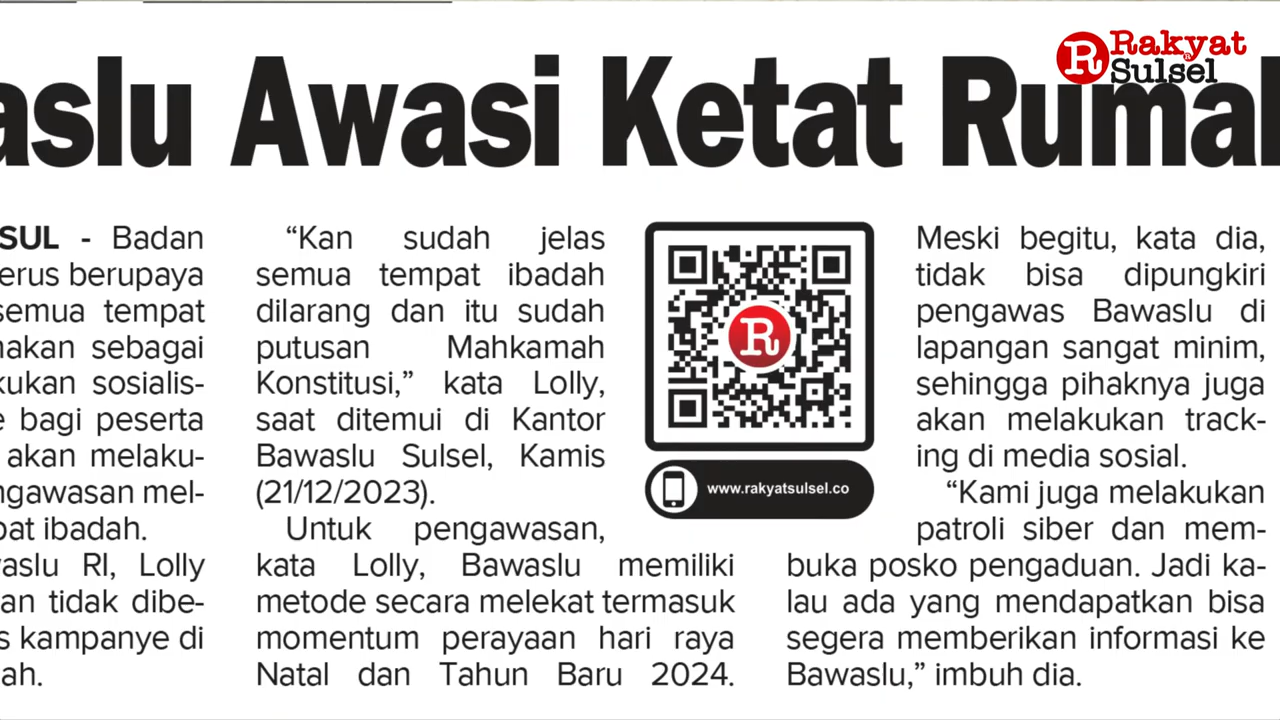 Rakyat
Sulsel
aslu Awasi Ketat Ruma
SUL - Badan
erus berupaya
semua tempat
nakan sebagai
kukan sosialis-
e bagi peserta
akan melaku-
ngawasan mel-
pat ibadah.
vaslu RI, Lolly
an tidak dibe-
s kampanye di
ah.
“Kan sudah jelas
semua tempat ibadah
dilarang dan itu sudah
putusan Mahkamah
Konstitusi,” kata Lolly,
saat ditemui di Kantor
Bawaslu Sulsel, Kamis
(21/12/2023).
Untuk pengawasan,
kata Lolly, Bawaslu memiliki
metode secara melekat termasuk
momentum perayaan hari raya
Natal dan Tahun Baru 2024.
R
www.rakyatsulsel.co
Meski begitu, kata dia,
tidak bisa dipungkiri
pengawas Bawaslu di
lapangan sangat minim,
sehingga pihaknya juga
akan melakukan track-
ing di media sosial.
“Kami juga melakukan
patroli siber dan mem-
buka posko pengaduan. Jadi ka-
lau ada yang mendapatkan bisa
segera memberikan informasi ke
Bawaslu,” imbuh dia.